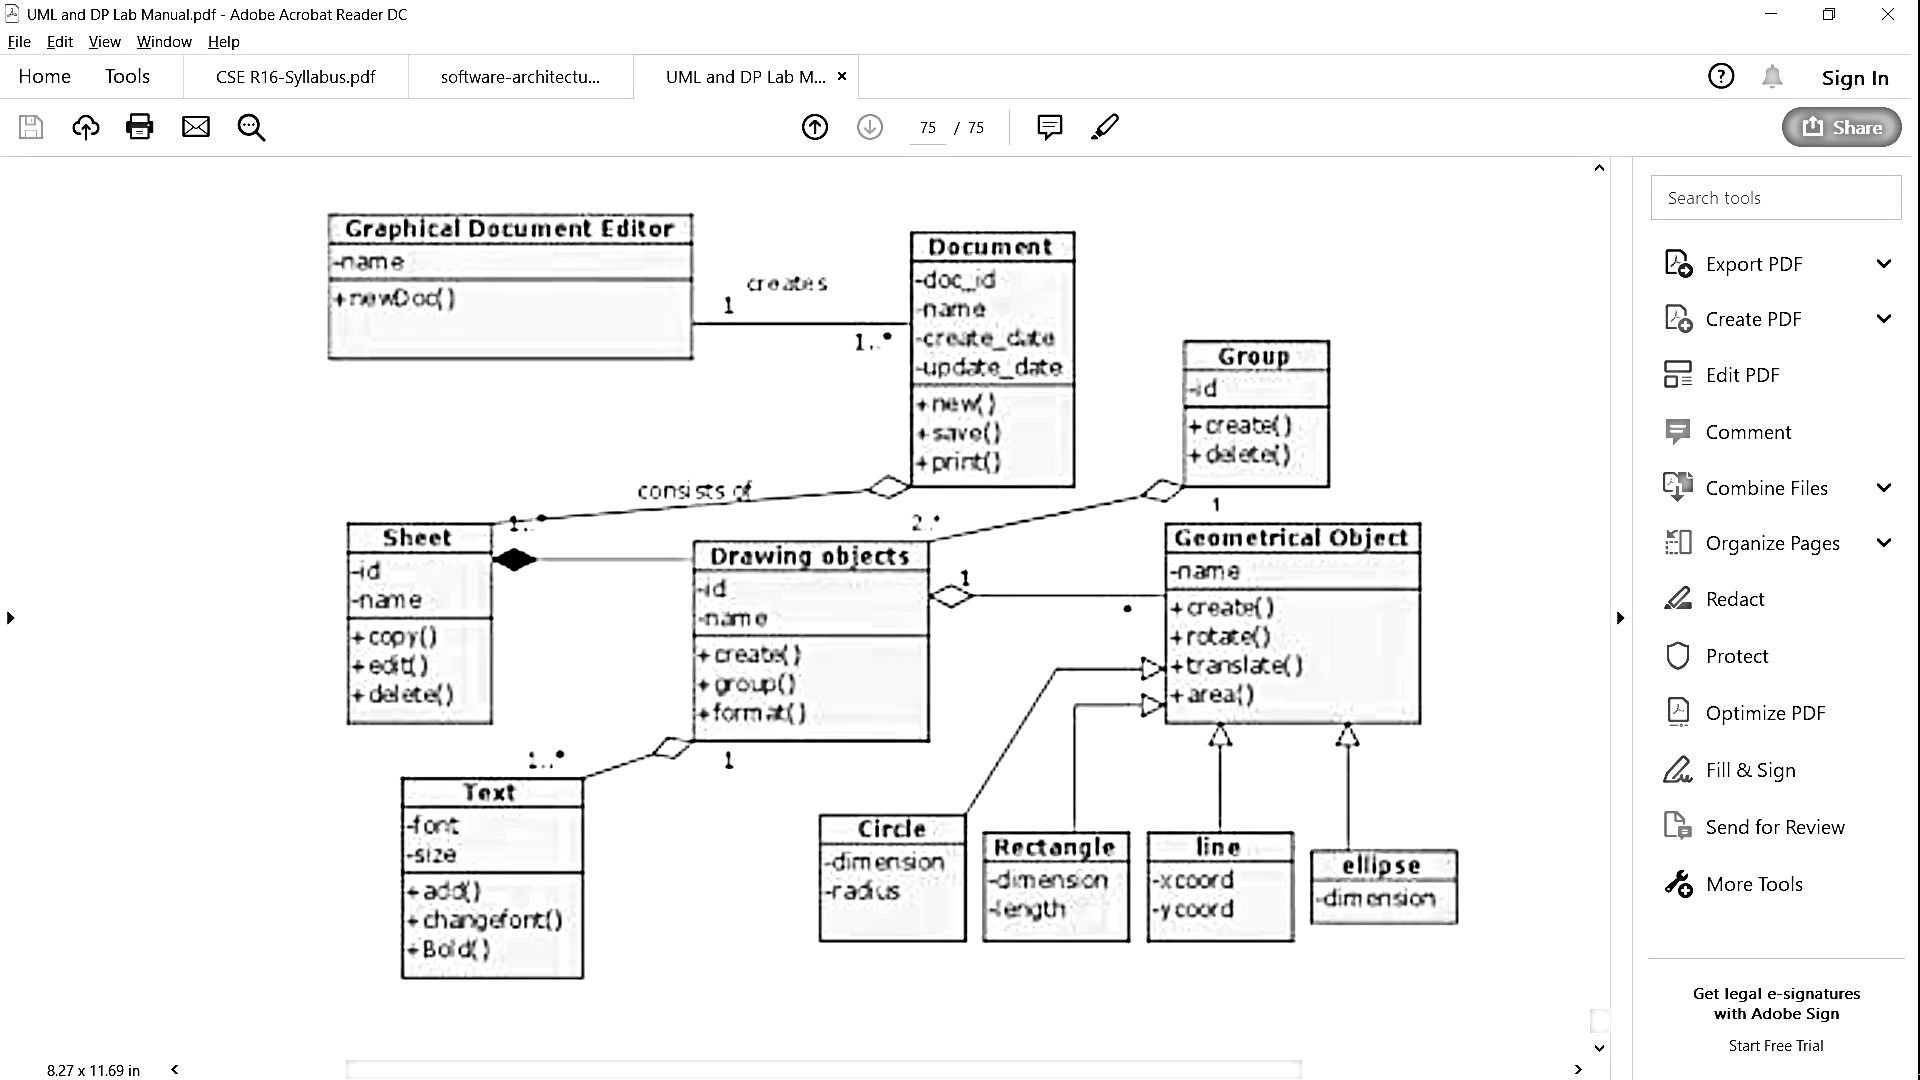 UML and DP Lab Manual.pdf - Adobe Acrobat Reader DC
File Edit View Window Help
Home Tools CSE R16-Syllabus.pdf software-architectu... UML and DP Lab M... ×
Sign In
75 / 75
Share
Graphical Document Editor
-name
+newDoc()
creates
1
1..*
Document
-doc_id
-name
-create_date
-update_date
+new()
+save()
+print()
Group
-id
+create()
+delete()
consists of
1..*
2..*
1
Sheet
-id
-name
+copy()
+edit()
+delete()
Drawing objects
-id
-name
+create()
+group()
+format()
1
*
Geometrical Object
-name
+create()
+rotate()
+translate()
+area()
1..*
1
Text
-font
-size
+add()
+changefont()
+Bold()
Circle
-dimension
-radius
Rectangle
-dimension
-length
line
-xcoord
-ycoord
ellipse
-dimension
Search tools
Export PDF
Create PDF
Edit PDF
Comment
Combine Files
Organize Pages
Redact
Protect
Optimize PDF
Fill & Sign
Send for Review
More Tools
Get legal e-signatures
with Adobe Sign
Start Free Trial
8.27 x 11.69 in